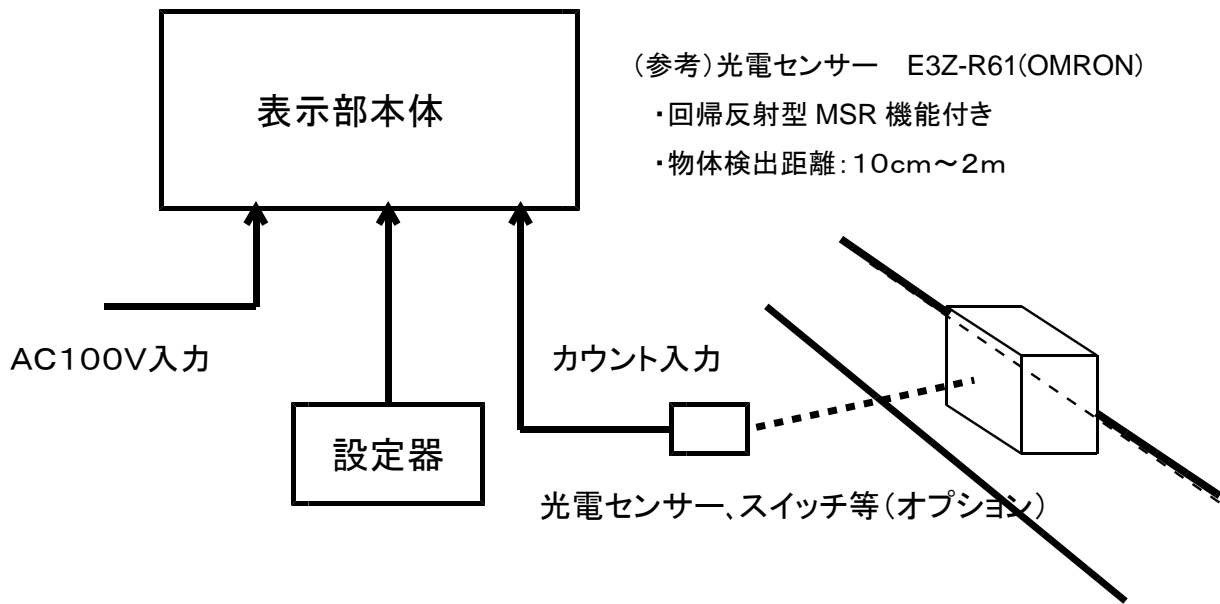 （参考）光電センサー　E3Z-R61(OMRON)
・回帰反射型 MSR 機能付き
・物体検出距離：１０ｃｍ～２ｍ
表示部本体
ＡＣ１００Ｖ入力
カウント入力
設定器
光電センサー、スイッチ等（オプション）